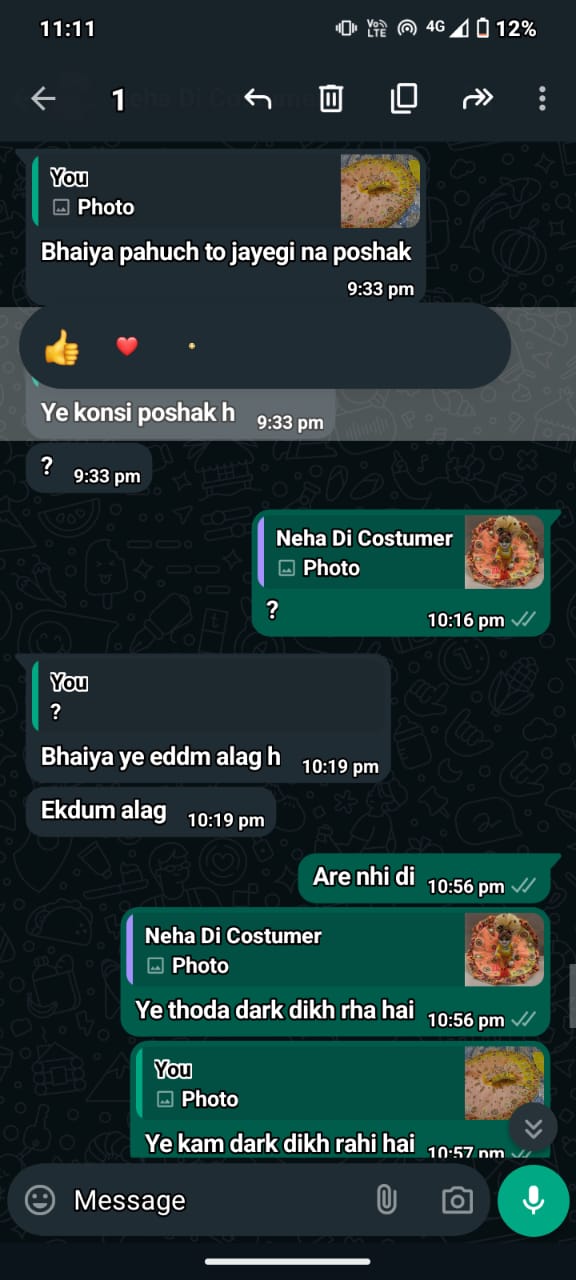 11:11
Vo)) LTE
4G
12%
1
You
Photo
Bhaiya pahuch to jayegi na poshak
9:33 pm
Ye konsi poshak h 9:33 pm
? 9:33 pm
Neha Di Costumer
Photo
? 10:16 pm
You
?
Bhaiya ye eddm alag h 10:19 pm
Ekdum alag 10:19 pm
Are nhi di 10:56 pm
Neha Di Costumer
Photo
Ye thoda dark dikh rha hai 10:56 pm
You
Photo
Ye kam dark dikh rahi hai 10:57 pm
Message